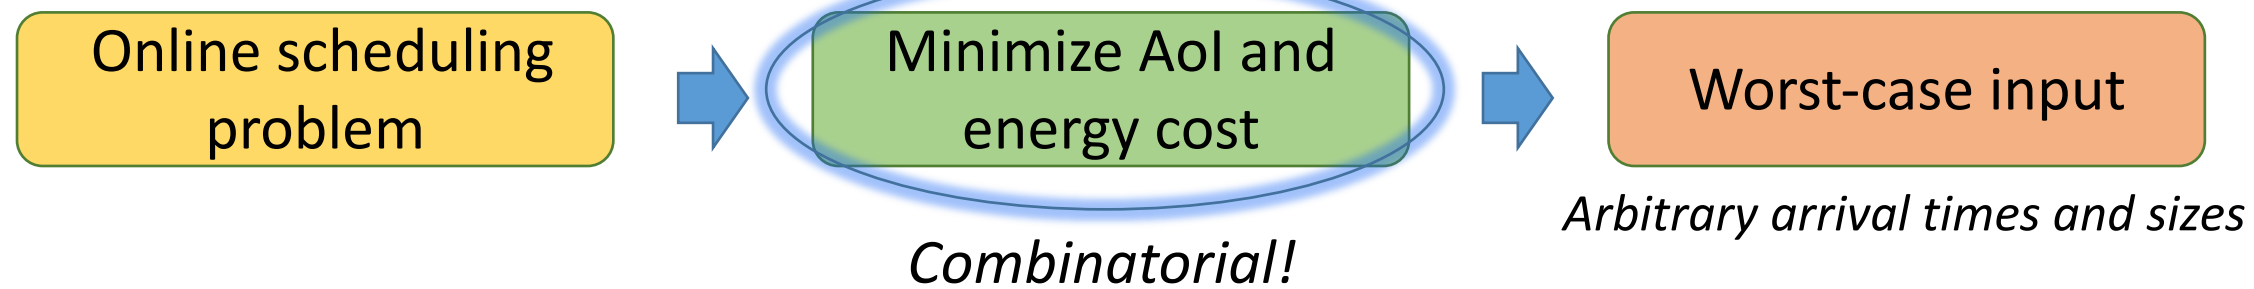 Online scheduling
problem
Minimize AoI and
energy cost
Combinatorial!
Worst-case input
Arbitrary arrival times and sizes